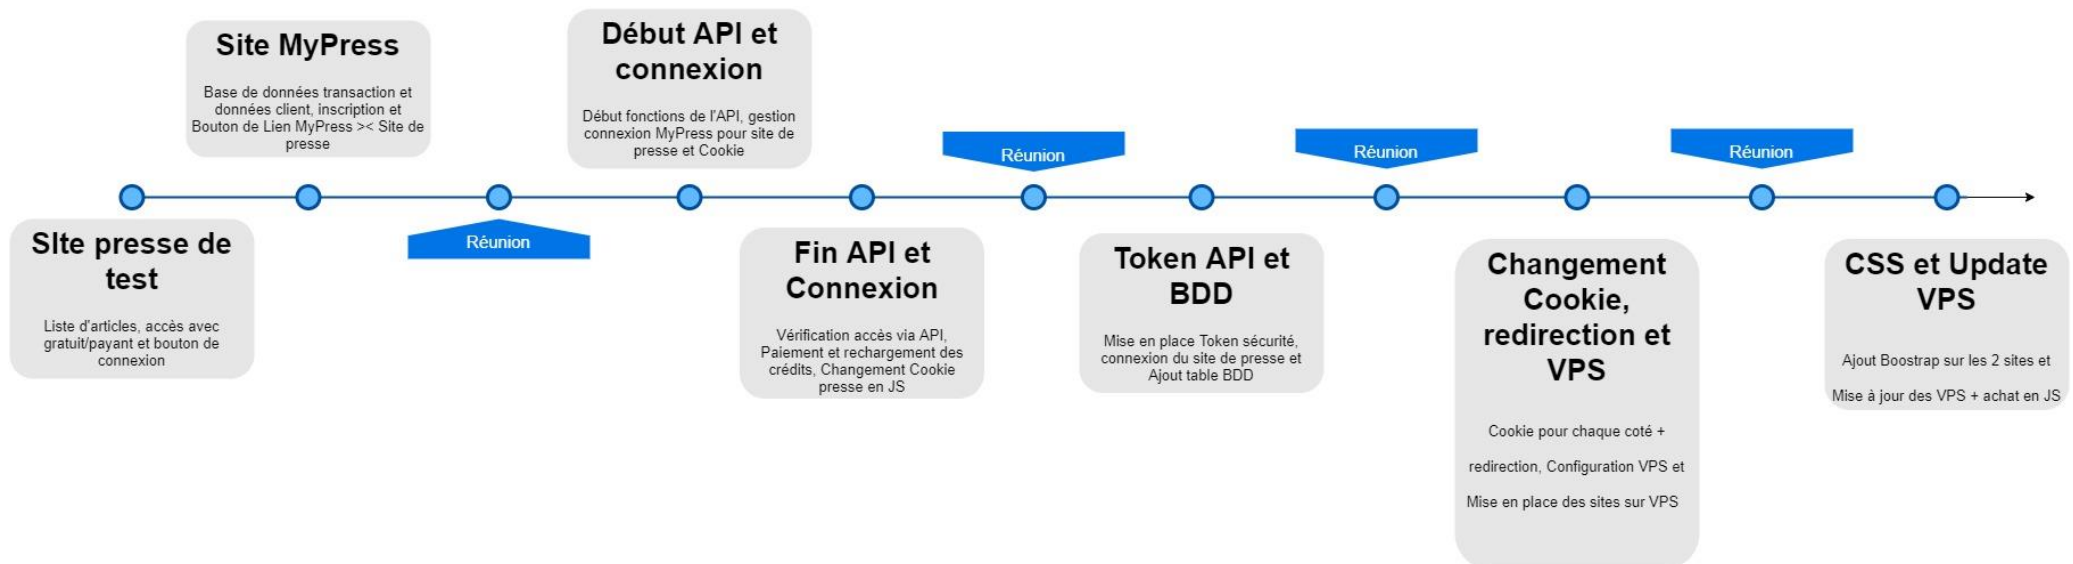 Site MyPress
Base de données transaction et
données client, inscription et
Bouton de Lien MyPress >< Site de
presse
Début API et
connexion
Début fonctions de l'API, gestion
connexion MyPress pour site de
presse et Cookie
Réunion
Réunion
Réunion
SIte presse de
test
Liste d'articles, accès avec
gratuit/payant et bouton de
connexion
Réunion
Fin API et
Connexion
Vérification accès via API,
Paiement et rechargement des
crédits, Changement Cookie
presse en JS
Token API et
BDD
Mise en place Token sécurité,
connexion du site de presse et
Ajout table BDD
Changement
Cookie,
redirection et
VPS
Cookie pour chaque coté +
redirection, Configuration VPS et
Mise en place des sites sur VPS
CSS et Update
VPS
Ajout Boostrap sur les 2 sites et
Mise à jour des VPS + achat en JS